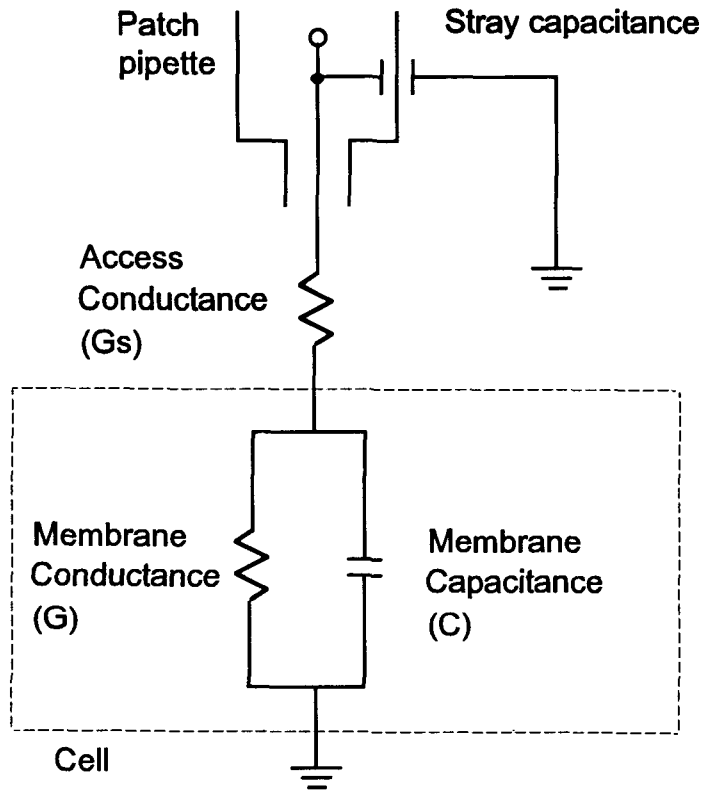 Patch
pipette
Stray capacitance
Access
Conductance
(Gs)
Membrane
Conductance
(G)
Membrane
Capacitance
(C)
Cell